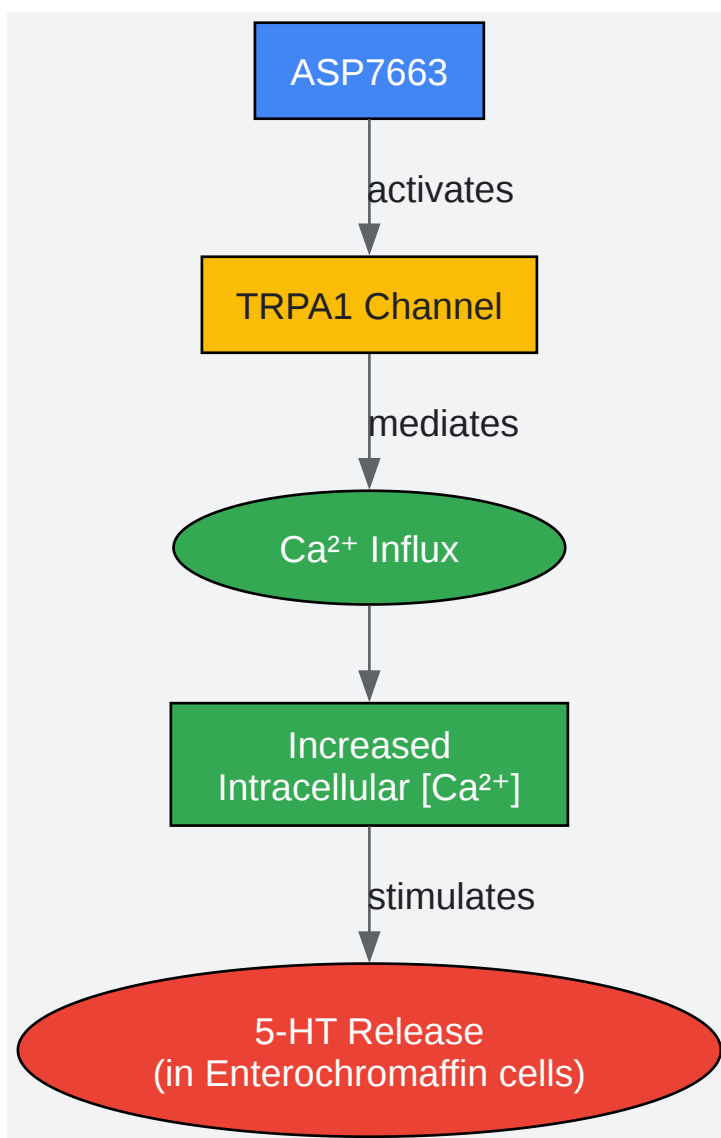 ASP7663
activates
TRPA1 Channel
mediates
Ca²⁺ Influx
Increased
Intracellular [Ca²⁺]
stimulates
5-HT Release
(in Enterochromaffin cells)